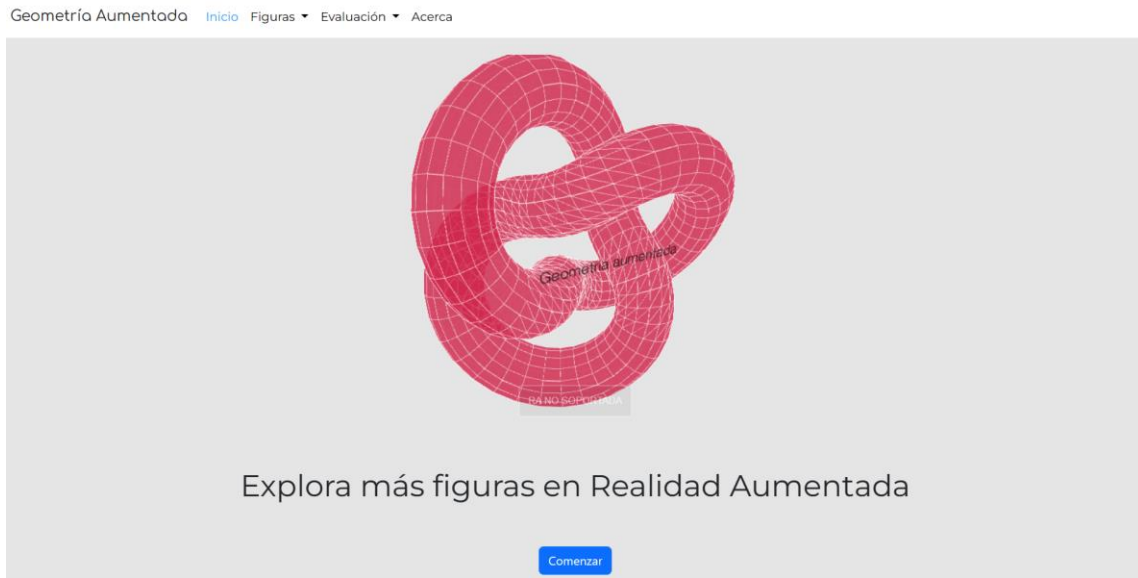 Geometría Aumentada Inicio Figuras Evaluación Acerca
Geometría aumentada
RA NO SOPORTADA
Explora más figuras en Realidad Aumentada
Comenzar